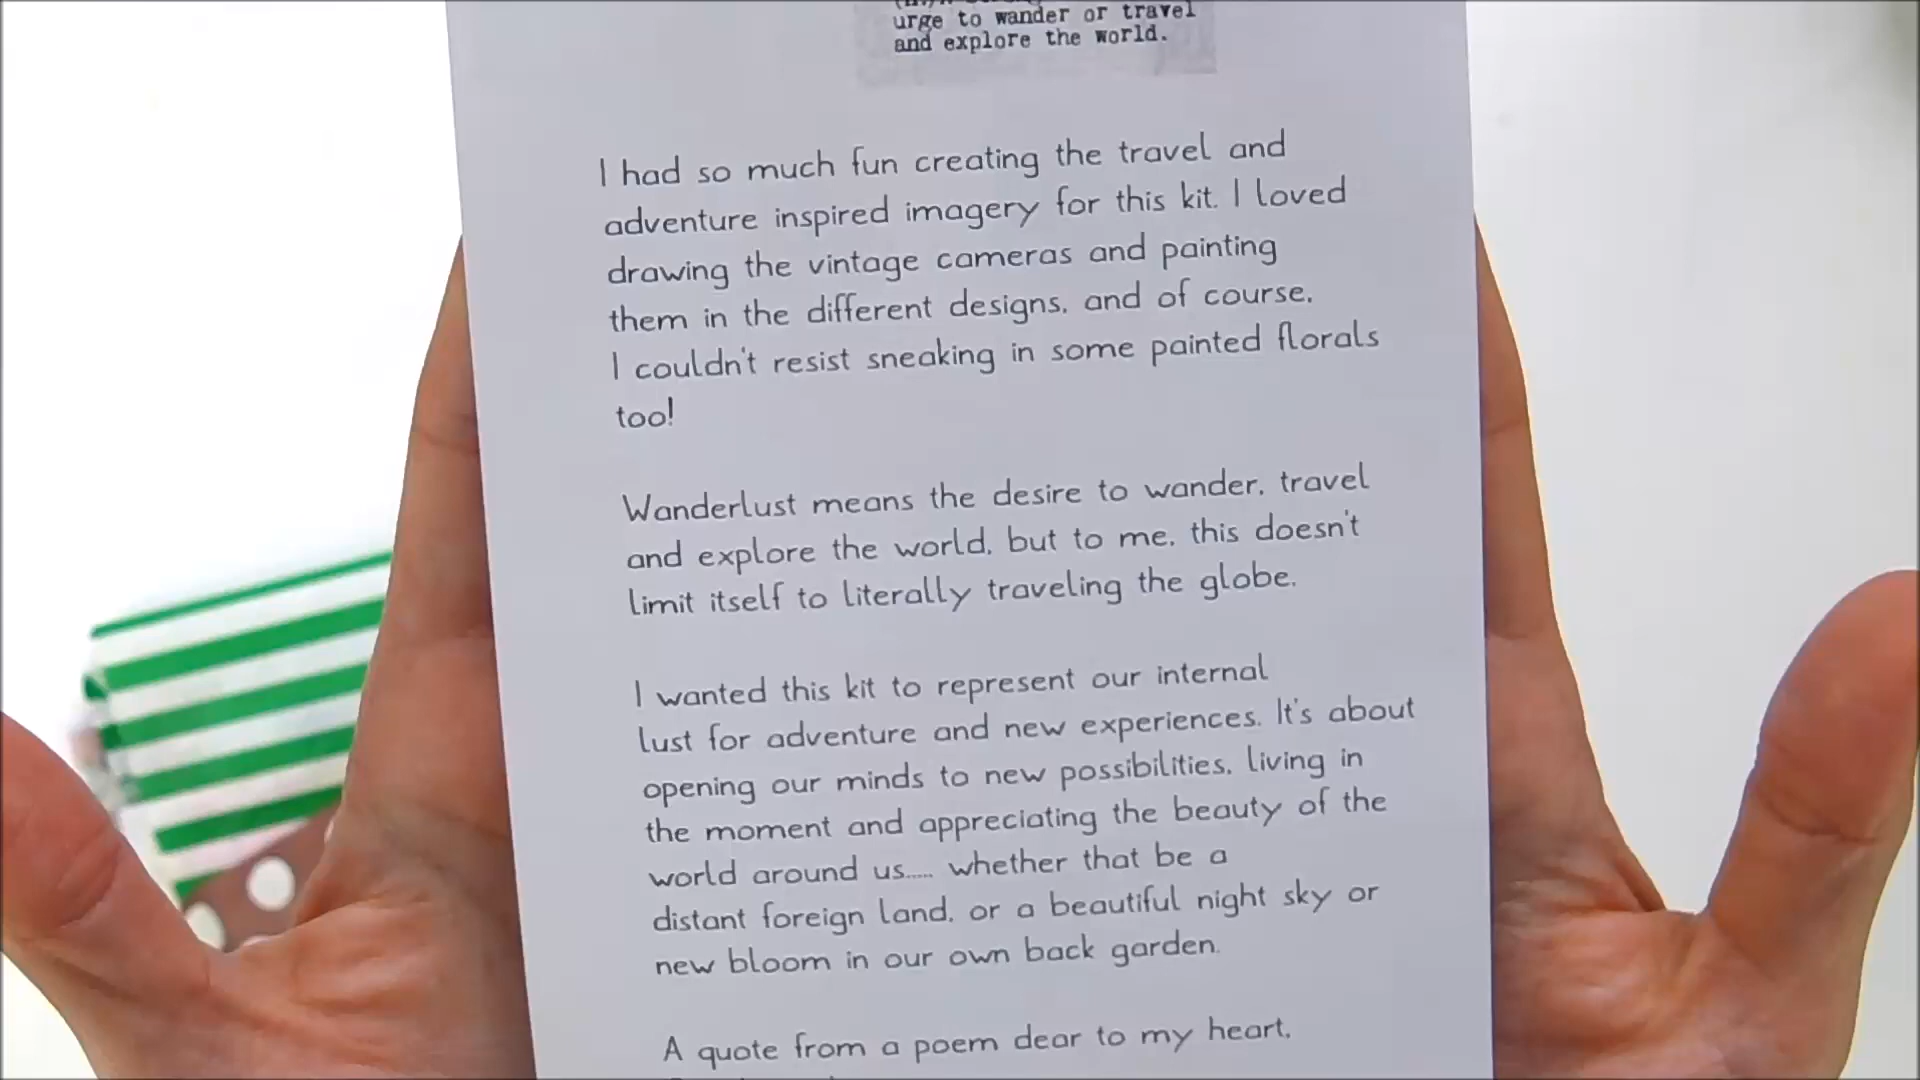 urge to wander or travel
and explore the world.
I had so much fun creating the travel and
adventure inspired imagery for this kit. I loved
drawing the vintage cameras and painting
them in the different designs, and of course,
I couldn't resist sneaking in some painted florals
too!
Wanderlust means the desire to wander, travel
and explore the world, but to me, this doesn't
limit itself to literally traveling the globe.
I wanted this kit to represent our internal
lust for adventure and new experiences. It's about
opening our minds to new possibilities, living in
the moment and appreciating the beauty of the
world around us..... whether that be a
distant foreign land, or a beautiful night sky or
new bloom in our own back garden.
A quote from a poem dear to my heart,